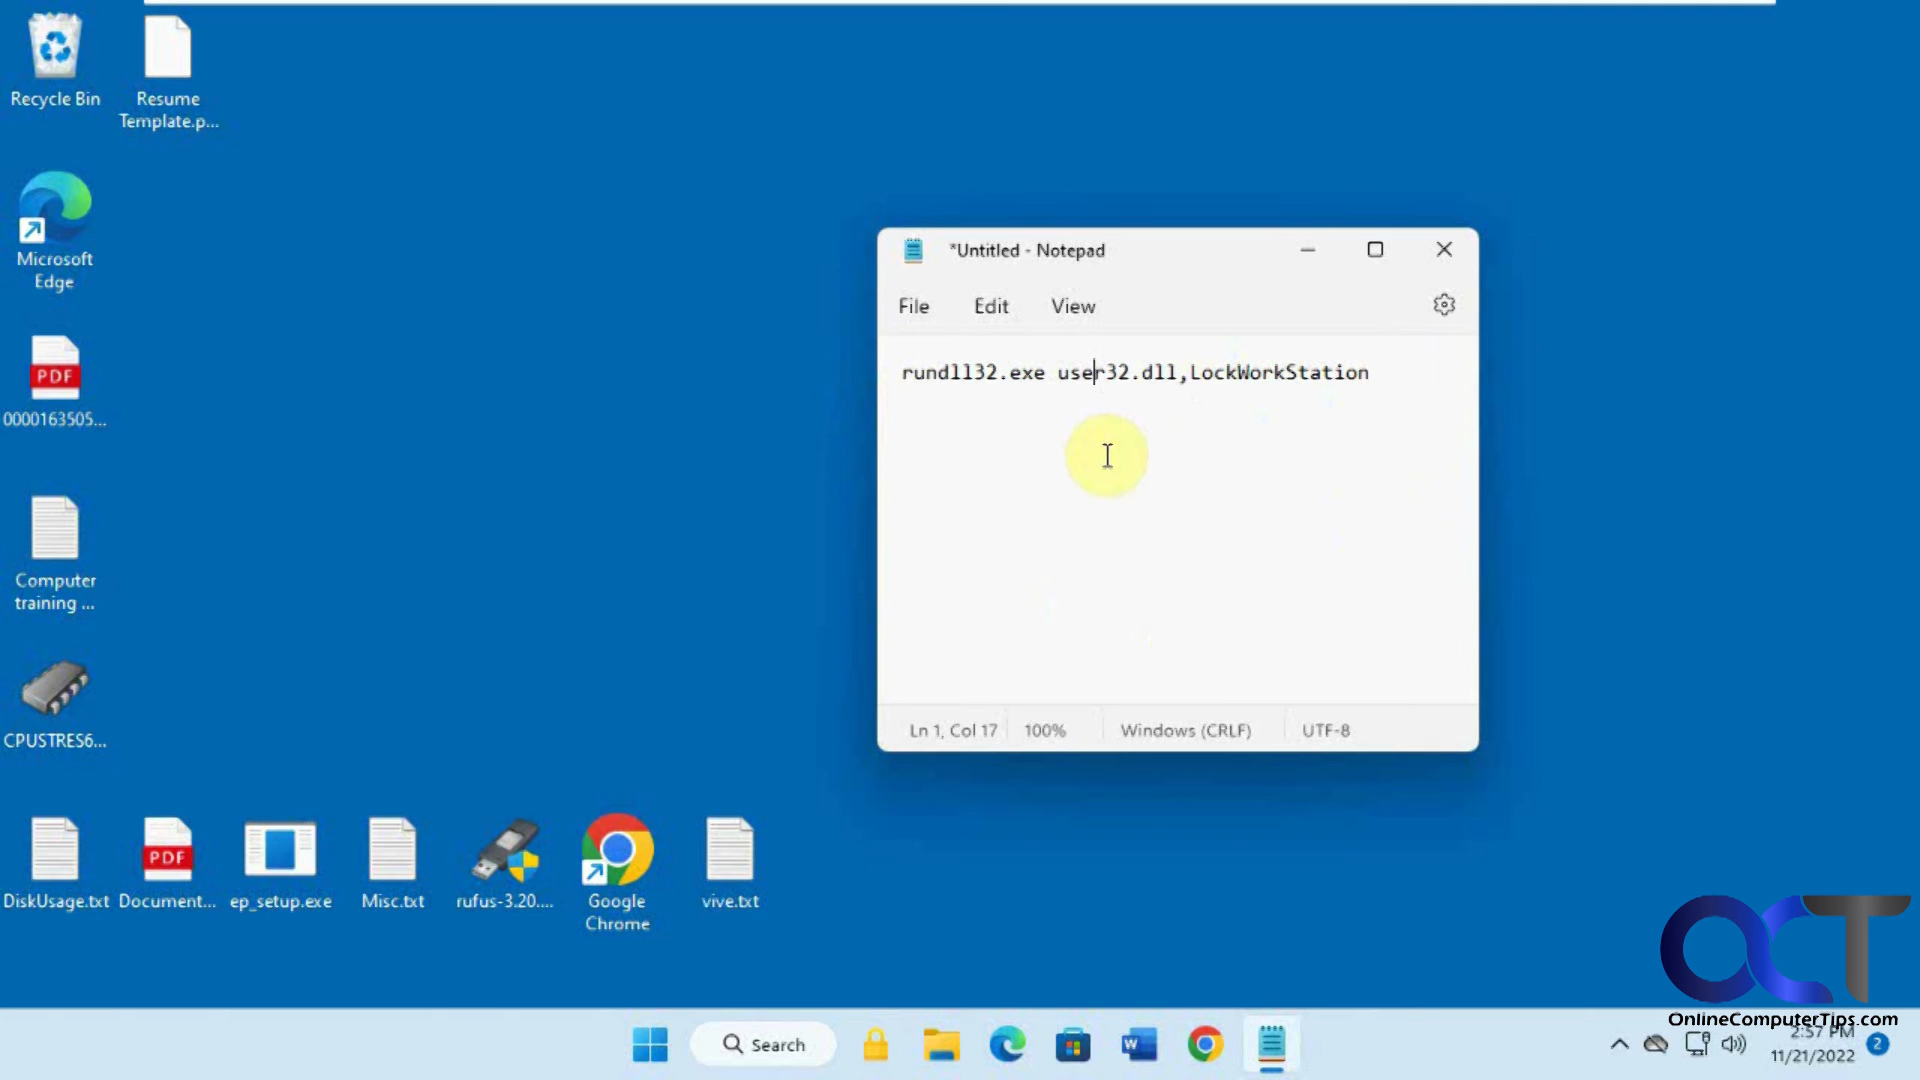 Recycle Bin
Resume
Template.p...
Microsoft
Edge
PDF
0000163505...
Computer
training ...
CPUSTRES6...
DiskUsage.txt
PDF
Document...
ep_setup.exe
Misc.txt
rufus-3.20....
Google
Chrome
vive.txt
*Untitled - Notepad
File Edit View
rundll32.exe user32.dll,LockWorkStation
Ln 1, Col 17 100% Windows (CRLF) UTF-8
OCT
OnlineComputerTips.com
Search
W
2:57 PM
11/21/2022
2